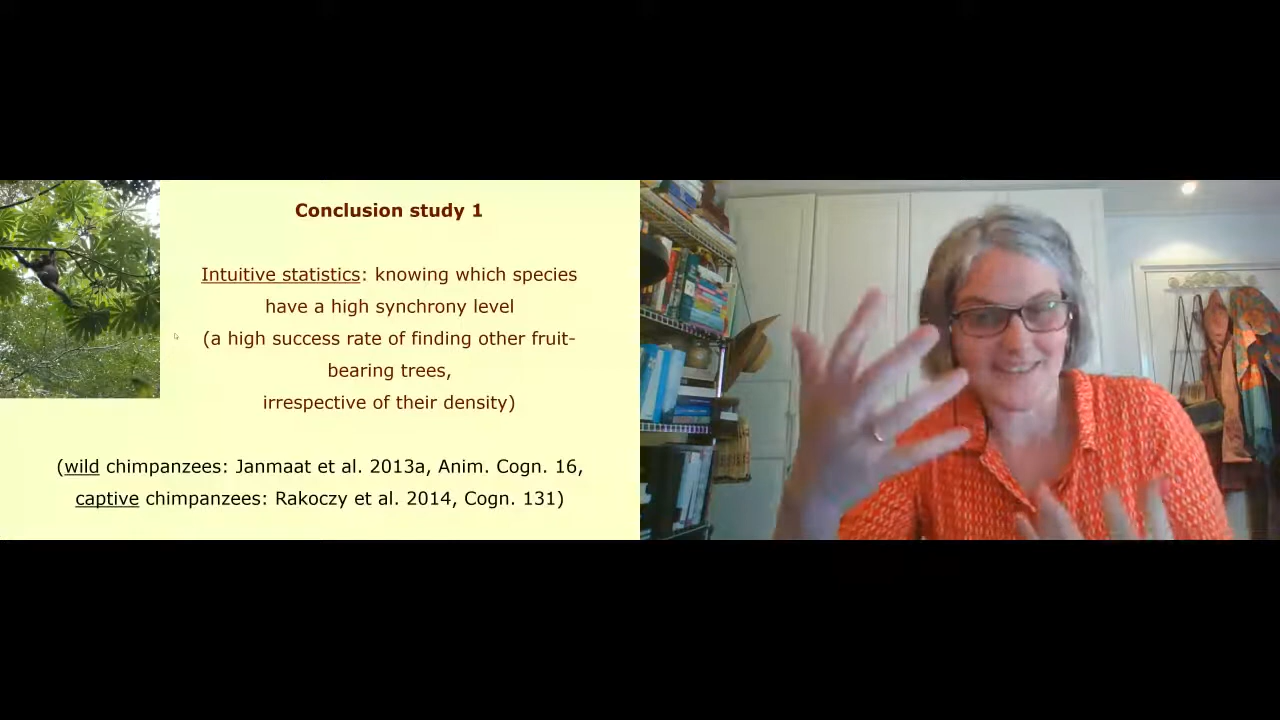 Conclusion study 1
Intuitive statistics: knowing which species
have a high synchrony level
(a high success rate of finding other fruit-
bearing trees,
irrespective of their density)
(wild chimpanzees: Janmaat et al. 2013a, Anim. Cogn. 16,
captive chimpanzees: Rakoczy et al. 2014, Cogn. 131)